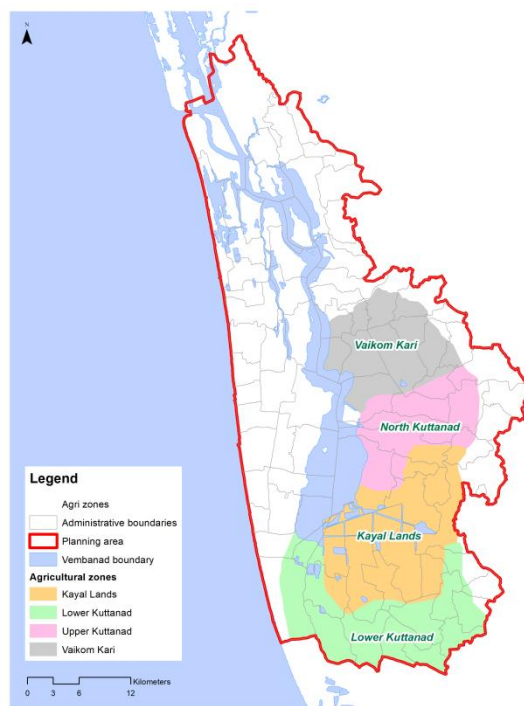 N
Vaikom Kari
North Kuttanad
Kayal Lands
Lower Kuttanad
Legend
Agri zones
Administrative boundaries
Planning area
Vembanad boundary
Agricultural zones
Kayal Lands
Lower Kuttanad
Upper Kuttanad
Vaikom Kari
Kilometers
0 3 6 12